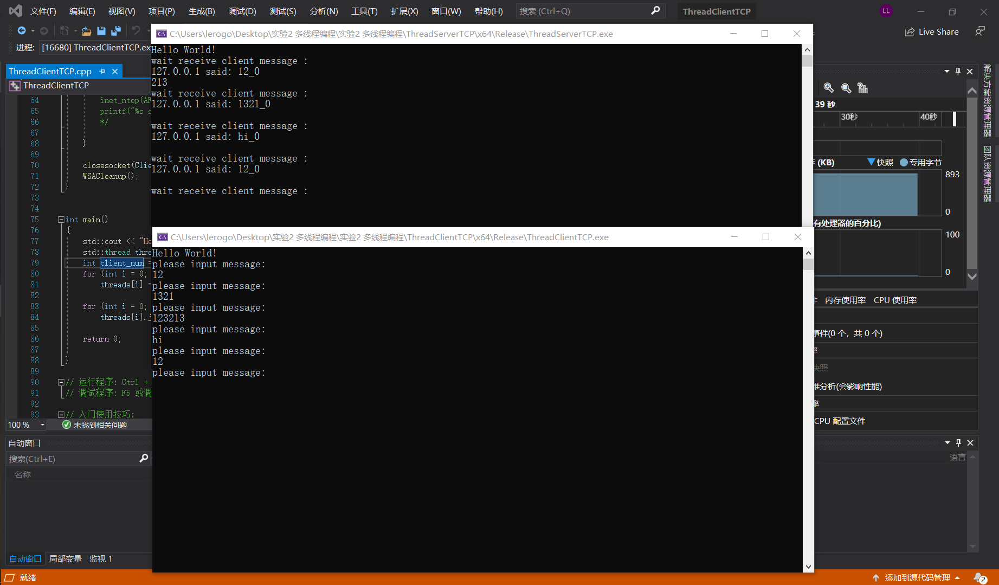 文件(F) 编辑(E) 视图(V) 项目(P) 生成(B) 调试(D) 测试(S) 分析(N) 工具(T) 扩展(X) 窗口(W) 帮助(H) 搜索 (Ctrl+Q) ThreadClientTCP LL
Live Share
进程: [16680] ThreadClientTCP.ex
ThreadClientTCP.cpp
ThreadClientTCP
64 inet_ntop(AF
65 printf("%s s
66 */
67
68 }
69
70 closesocket(Clie
71 WSACleanup();
72 }
73
74
75 int main()
76 {
77 std::cout << "He
78 std::thread thre
79 int client_num =
80 for (int i = 0;
81 threads[i] =
82
83 for (int i = 0;
84 threads[i].j
85
86 return 0;
87
88 }
89
90 // 运行程序: Ctrl +
91 // 调试程序: F5 或调
92
93 // 入门使用技巧:
100 % 未找到相关问题
自动窗口
搜索(Ctrl+E)
名称
自动窗口 局部变量 监视 1
就绪
C:\Users\lerogo\Desktop\实验2 多线程编程\实验2 多线程编程\ThreadServerTCP\x64\Release\ThreadServerTCP.exe
Hello World!
wait receive client message :
127.0.0.1 said: 12_0
213
wait receive client message :
127.0.0.1 said: 1321_0
wait receive client message :
127.0.0.1 said: hi_0
wait receive client message :
127.0.0.1 said: 12_0
wait receive client message :
C:\Users\lerogo\Desktop\实验2 多线程编程\实验2 多线程编程\ThreadClientTCP\x64\Release\ThreadClientTCP.exe
Hello World!
please input message:
12
please input message:
1321
please input message:
123213
please input message:
hi
please input message:
12
please input message:
39 秒
30秒 40秒
(KB) 快照 专用字节
893
0
有处理器的百分比)
100
0
内存使用率 CPU 使用率
事件(0 个，共 0 个)
率
快照
堆分析(会影响性能)
率
CPU 配置文件
语言
解决方案资源管理器
团队资源管理器
添加到源代码管理 2